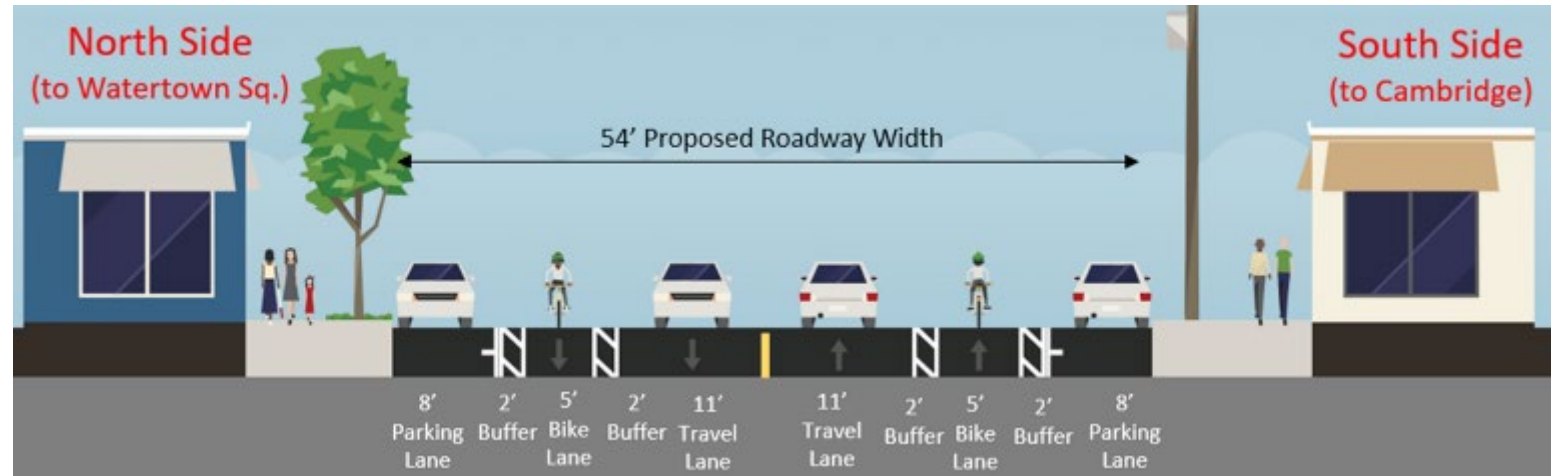 North Side
(to Watertown Sq.)
South Side
(to Cambridge)
54’ Proposed Roadway Width
8’
Parking
Lane
2’
Buffer
5’
Bike
Lane
2’
Buffer
11’
Travel
Lane
11’
Travel
Lane
2’
Buffer
5’
Bike
Lane
2’
Buffer
8’
Parking
Lane